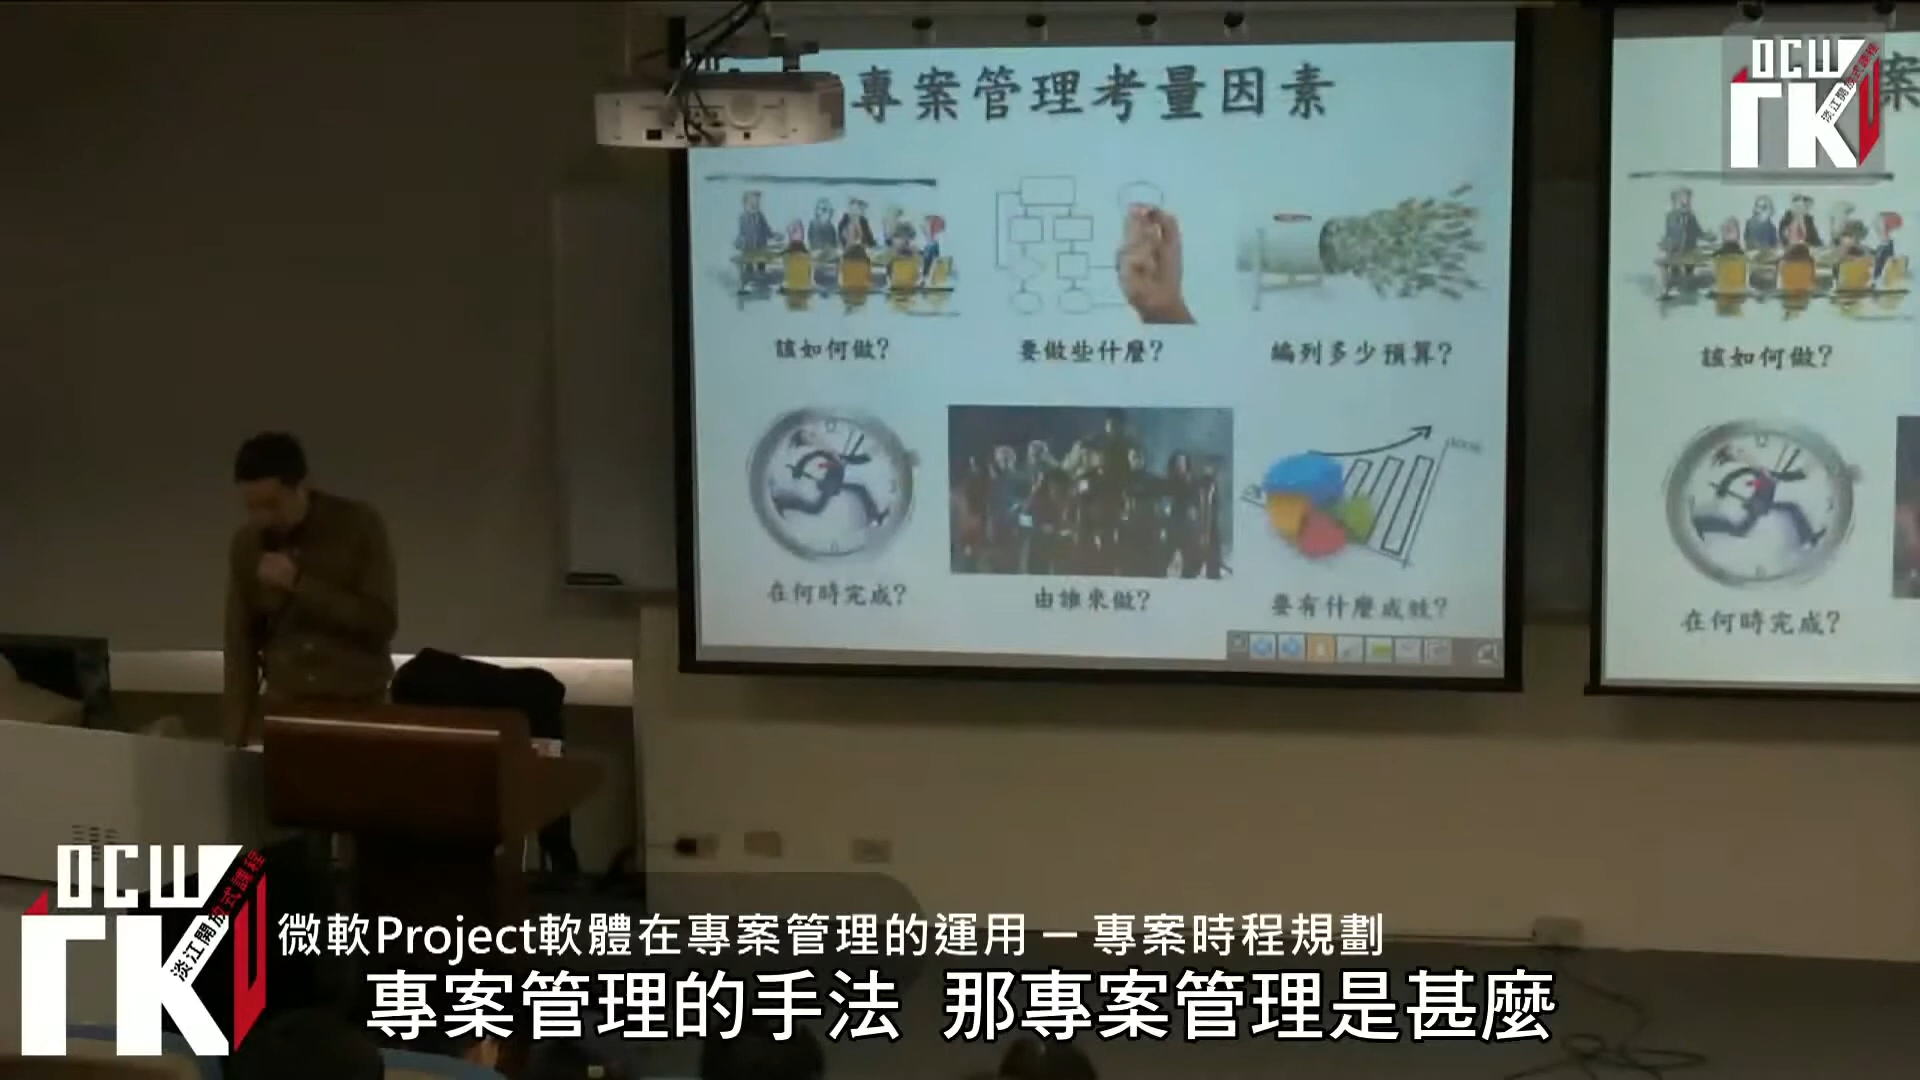 專案管理考量因素
該如何做?
要做些什麼?
編列多少預算?
在何時完成?
由誰來做?
要有什麼成效?
案
該如何做?
在何時完成?
OCW
TKU
淡江開放式課程
OCW
TKU
淡江開放式課程
微軟Project軟體在專案管理的運用 — 專案時程規劃
專案管理的手法 那專案管理是甚麼